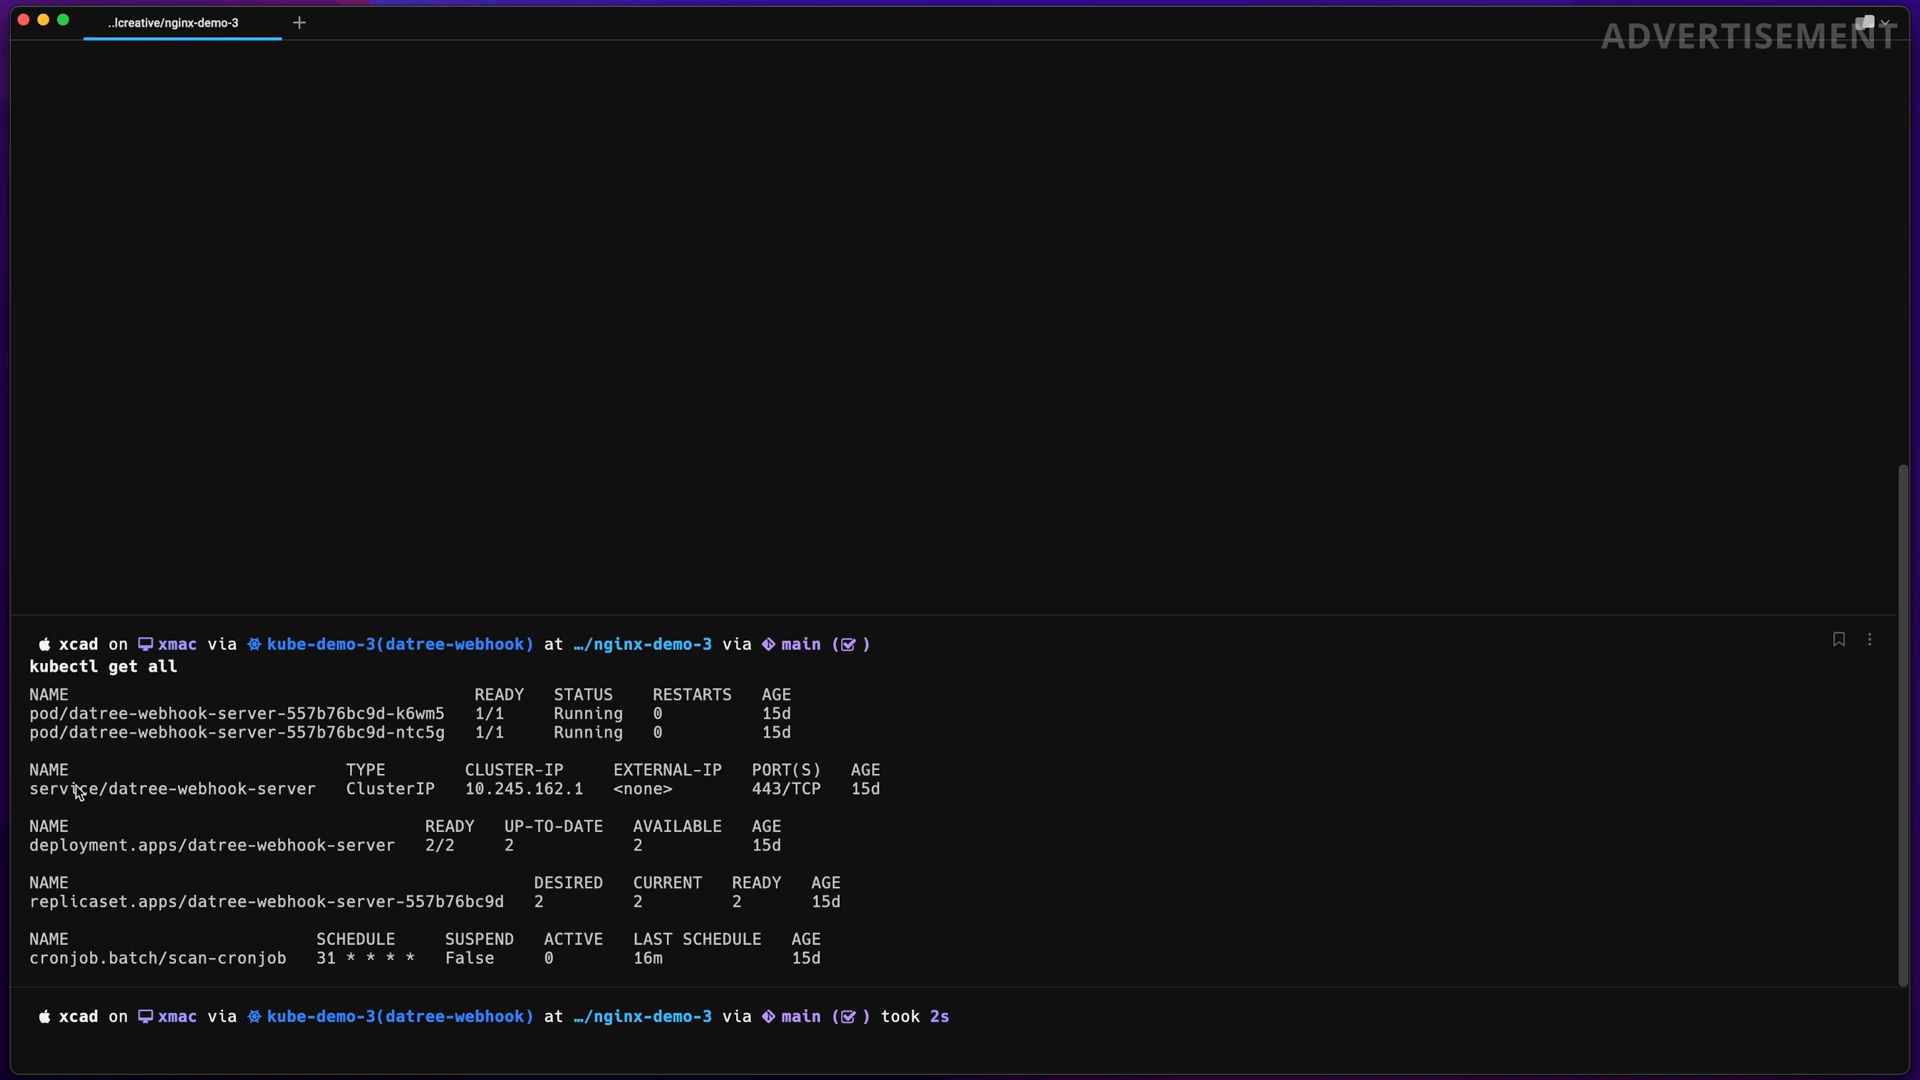 ..lcreative/nginx-demo-3 +
ADVERTISEMENT
xcad on xmac via kube-demo-3(datree-webhook) at …/nginx-demo-3 via main ( )
kubectl get all
NAME READY STATUS RESTARTS AGE
pod/datree-webhook-server-557b76bc9d-k6wm5 1/1 Running 0 15d
pod/datree-webhook-server-557b76bc9d-ntc5g 1/1 Running 0 15d
NAME TYPE CLUSTER-IP EXTERNAL-IP PORT(S) AGE
service/datree-webhook-server ClusterIP 10.245.162.1 <none> 443/TCP 15d
NAME READY UP-TO-DATE AVAILABLE AGE
deployment.apps/datree-webhook-server 2/2 2 2 15d
NAME DESIRED CURRENT READY AGE
replicaset.apps/datree-webhook-server-557b76bc9d 2 2 2 15d
NAME SCHEDULE SUSPEND ACTIVE LAST SCHEDULE AGE
cronjob.batch/scan-cronjob 31 * * * * False 0 16m 15d
xcad on xmac via kube-demo-3(datree-webhook) at …/nginx-demo-3 via main ( ) took 2s